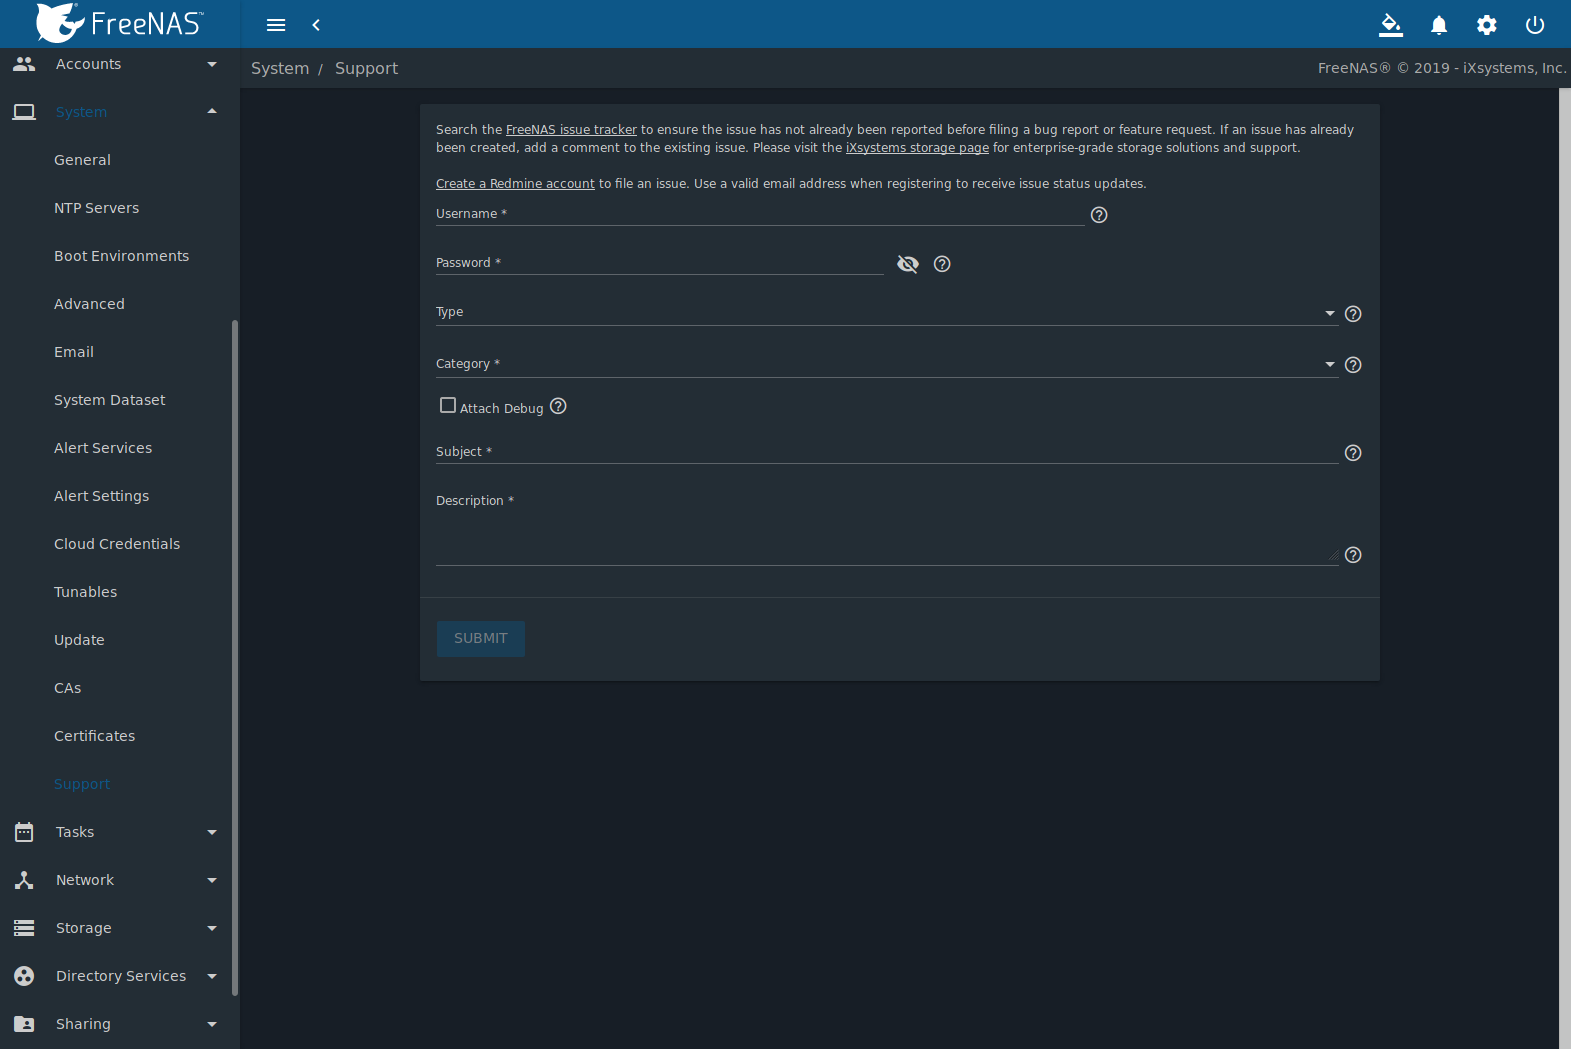 FreeNAS™
System / Support
FreeNAS® © 2019 - iXsystems, Inc.
Accounts
System
General
NTP Servers
Boot Environments
Advanced
Email
System Dataset
Alert Services
Alert Settings
Cloud Credentials
Tunables
Update
CAs
Certificates
Support
Tasks
Network
Storage
Directory Services
Sharing
Search the FreeNAS issue tracker to ensure the issue has not already been reported before filing a bug report or feature request. If an issue has already
been created, add a comment to the existing issue. Please visit the iXsystems storage page for enterprise-grade storage solutions and support.
Create a Redmine account to file an issue. Use a valid email address when registering to receive issue status updates.
Username *
Password *
Type
Category *
Attach Debug
Subject *
Description *
SUBMIT